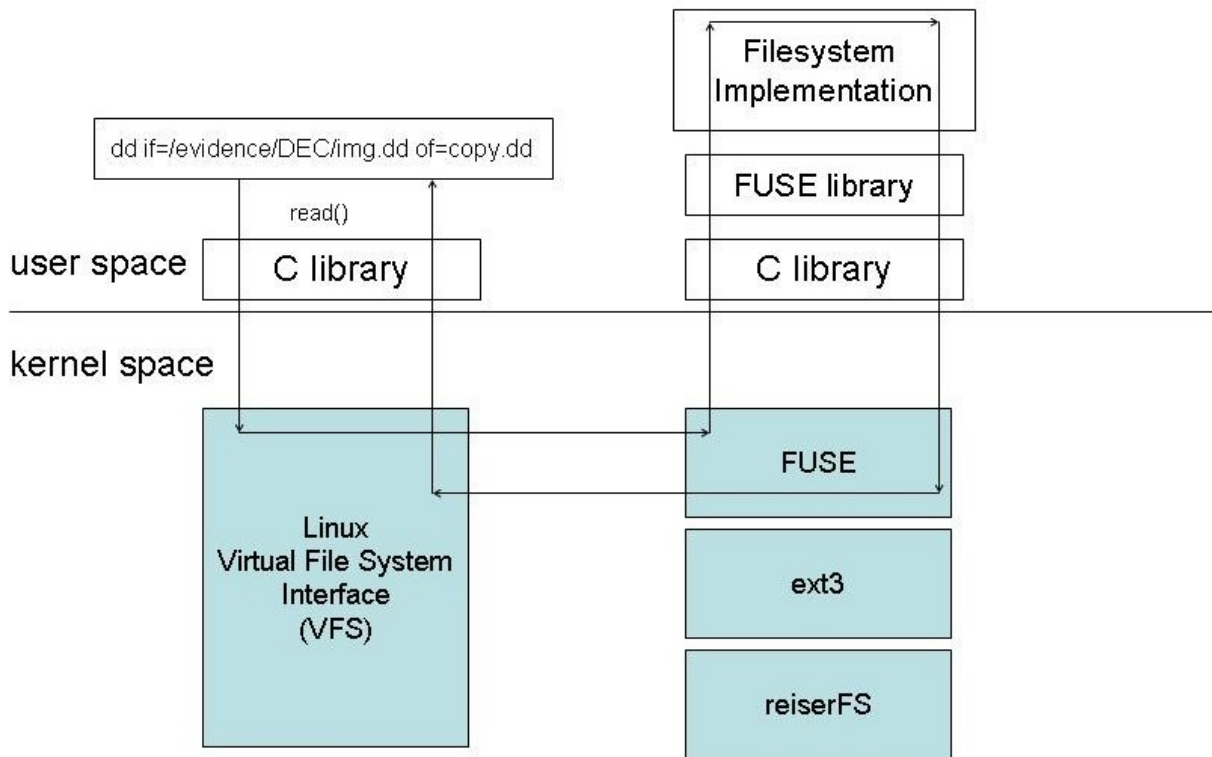 Filesystem
Implementation
dd if=/evidence/DEC/img.dd of=copy.dd
FUSE library
read()
user space
C library
C library
kernel space
FUSE
Linux
Virtual File System
Interface
(VFS)
ext3
reiserFS